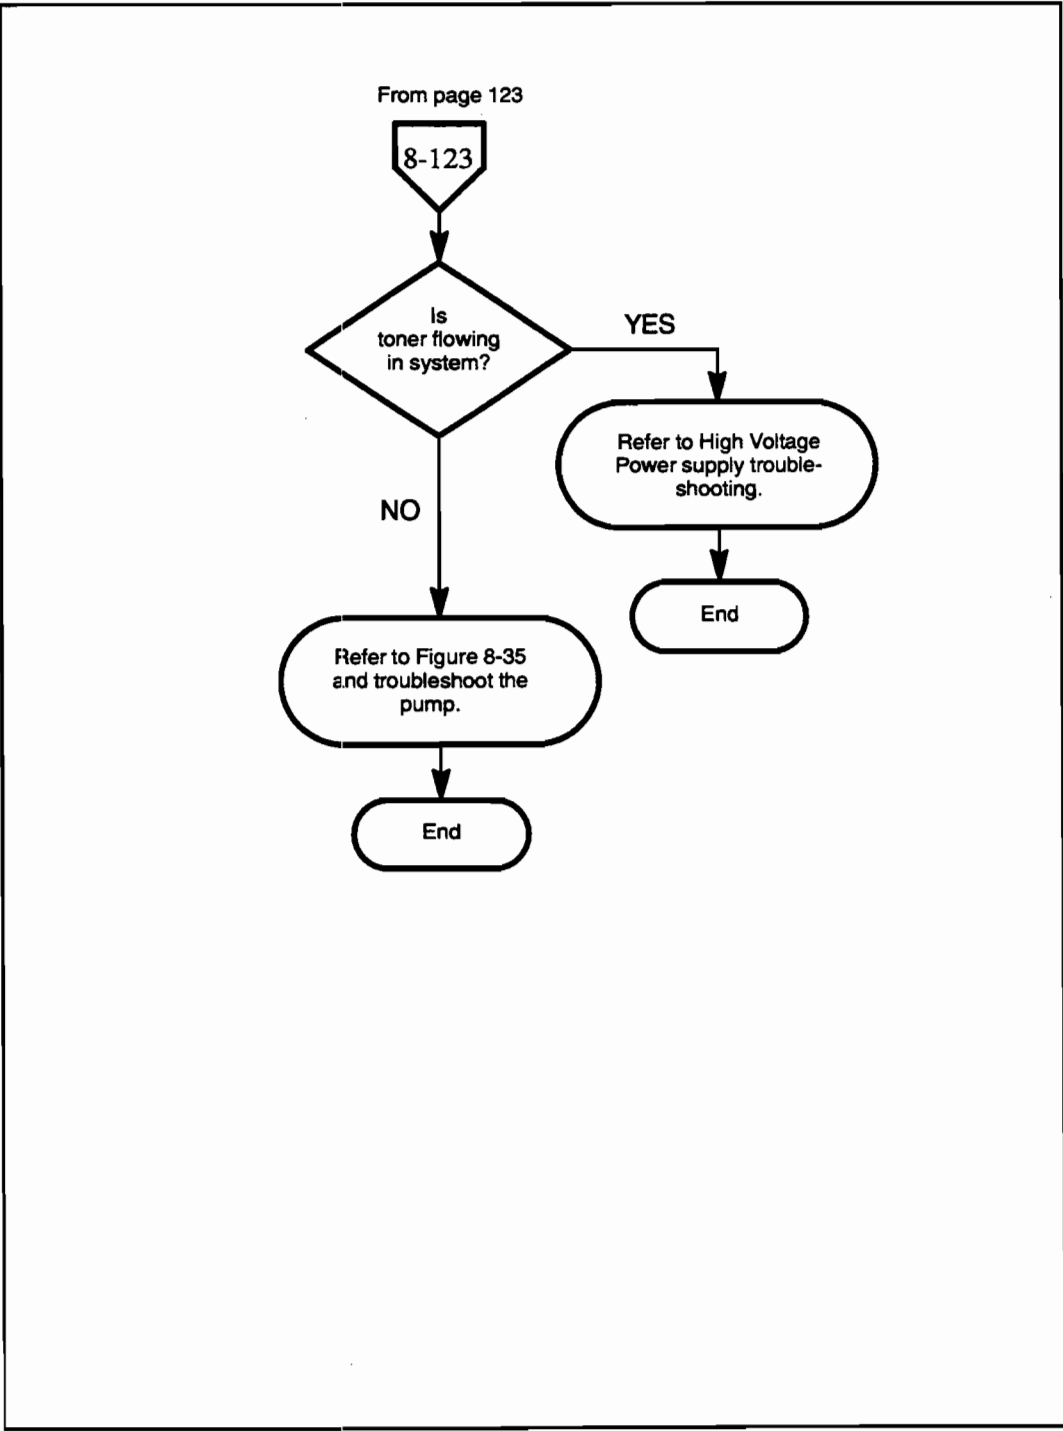 From page 123
8-123
Is
toner flowing
in system?
YES
Refer to High Voltage
Power supply trouble-
shooting.
NO
End
Refer to Figure 8-35
and troubleshoot the
pump.
End